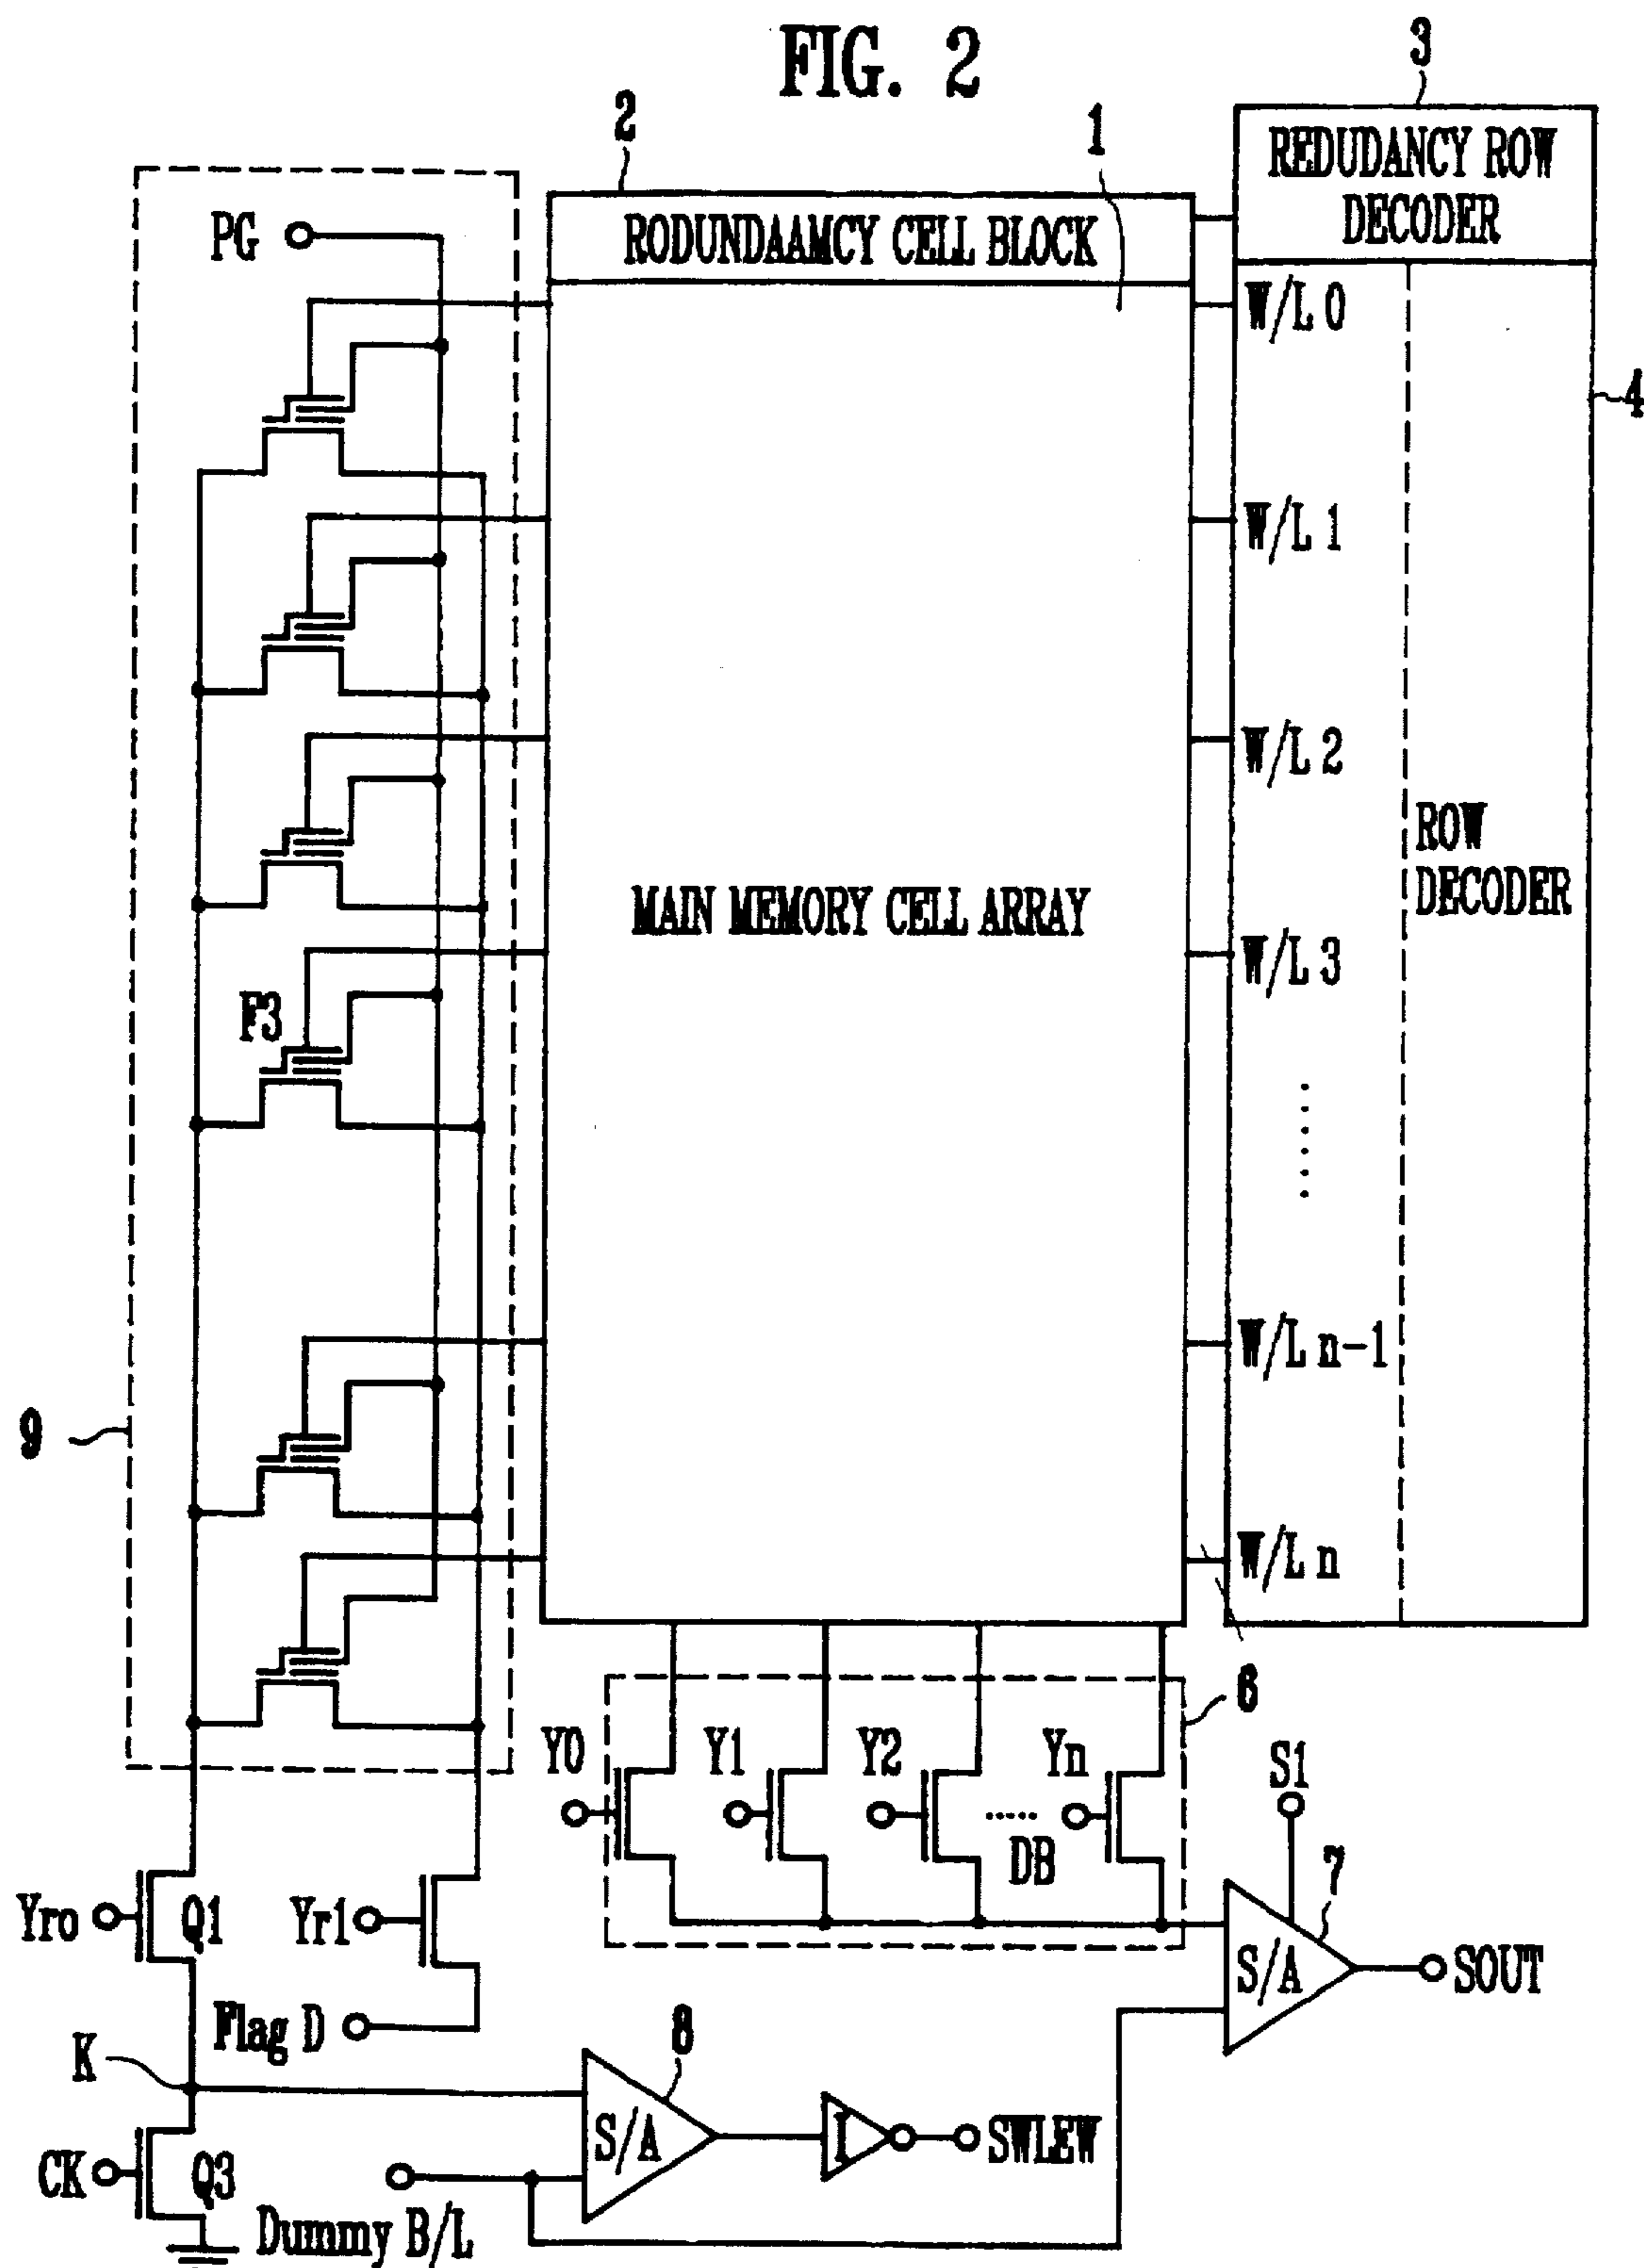 FIG. 2
3
2
1
REDUDANCY ROW
DECODER
PG
RODUNDAAMCY CELL BLOCK
W/L 0
4
W/L 1
W/L 2
ROW
DECODER
MAIN MEMORY CELL ARRAY
W/L 3
F3
......
W/L n-1
9
W/L n
6
Y0
Y1
Y2
Yn
S1
.....
DB
7
Yro
Q1
Yr1
S/A
SOUT
Flag D
8
K
S/A
I
SWLEW
CK
Q3
Dummy B/L